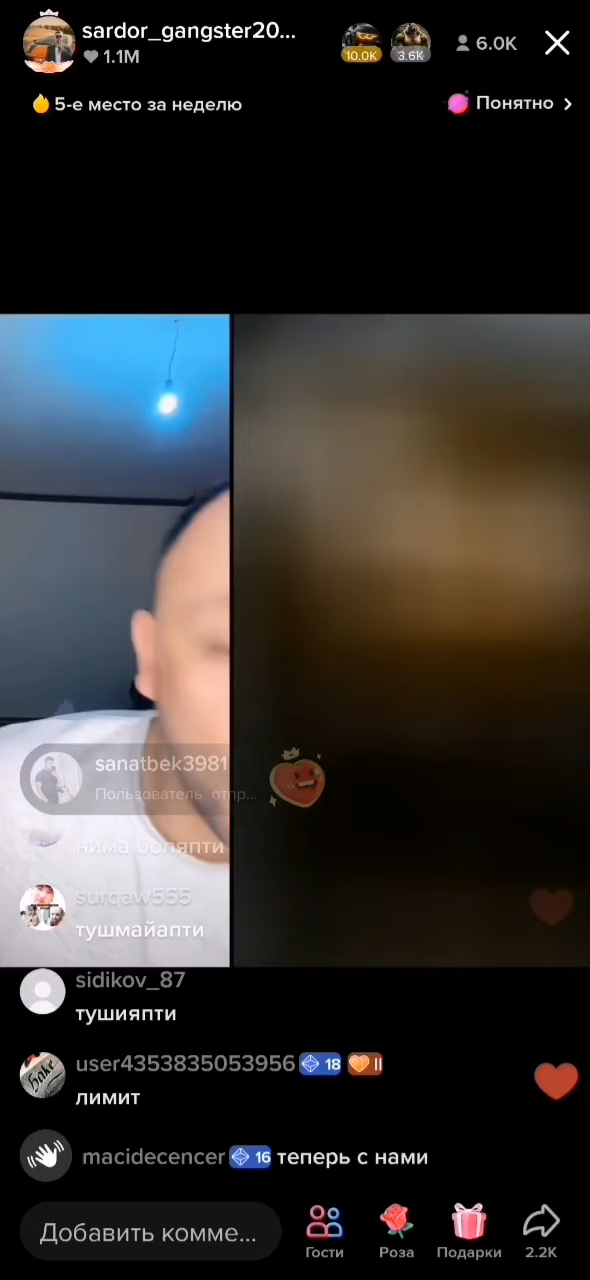 sardor_gangster20...
1.1M
10.0K
3.6K
6.0K
5-е место за неделю
Понятно
sanatbek3981
Пользователь отпр...
нима боляпти
surqaw555
тушмайапти
sidikov_87
тушияпти
user4353835053956 18 II
лимит
macidecencer 16 теперь с нами
Добавить комме...
Гости
Роза
Подарки
2.2K